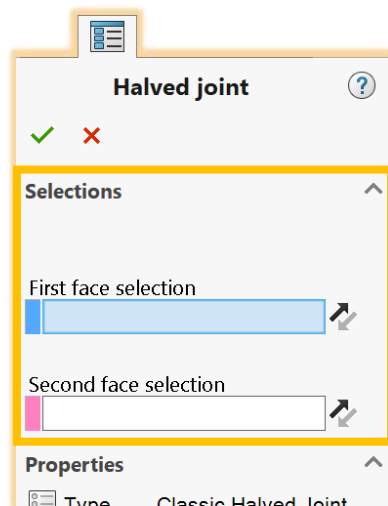 Halved joint
?
Selections
First face selection
Second face selection
Properties
Type Classic Halved Joint